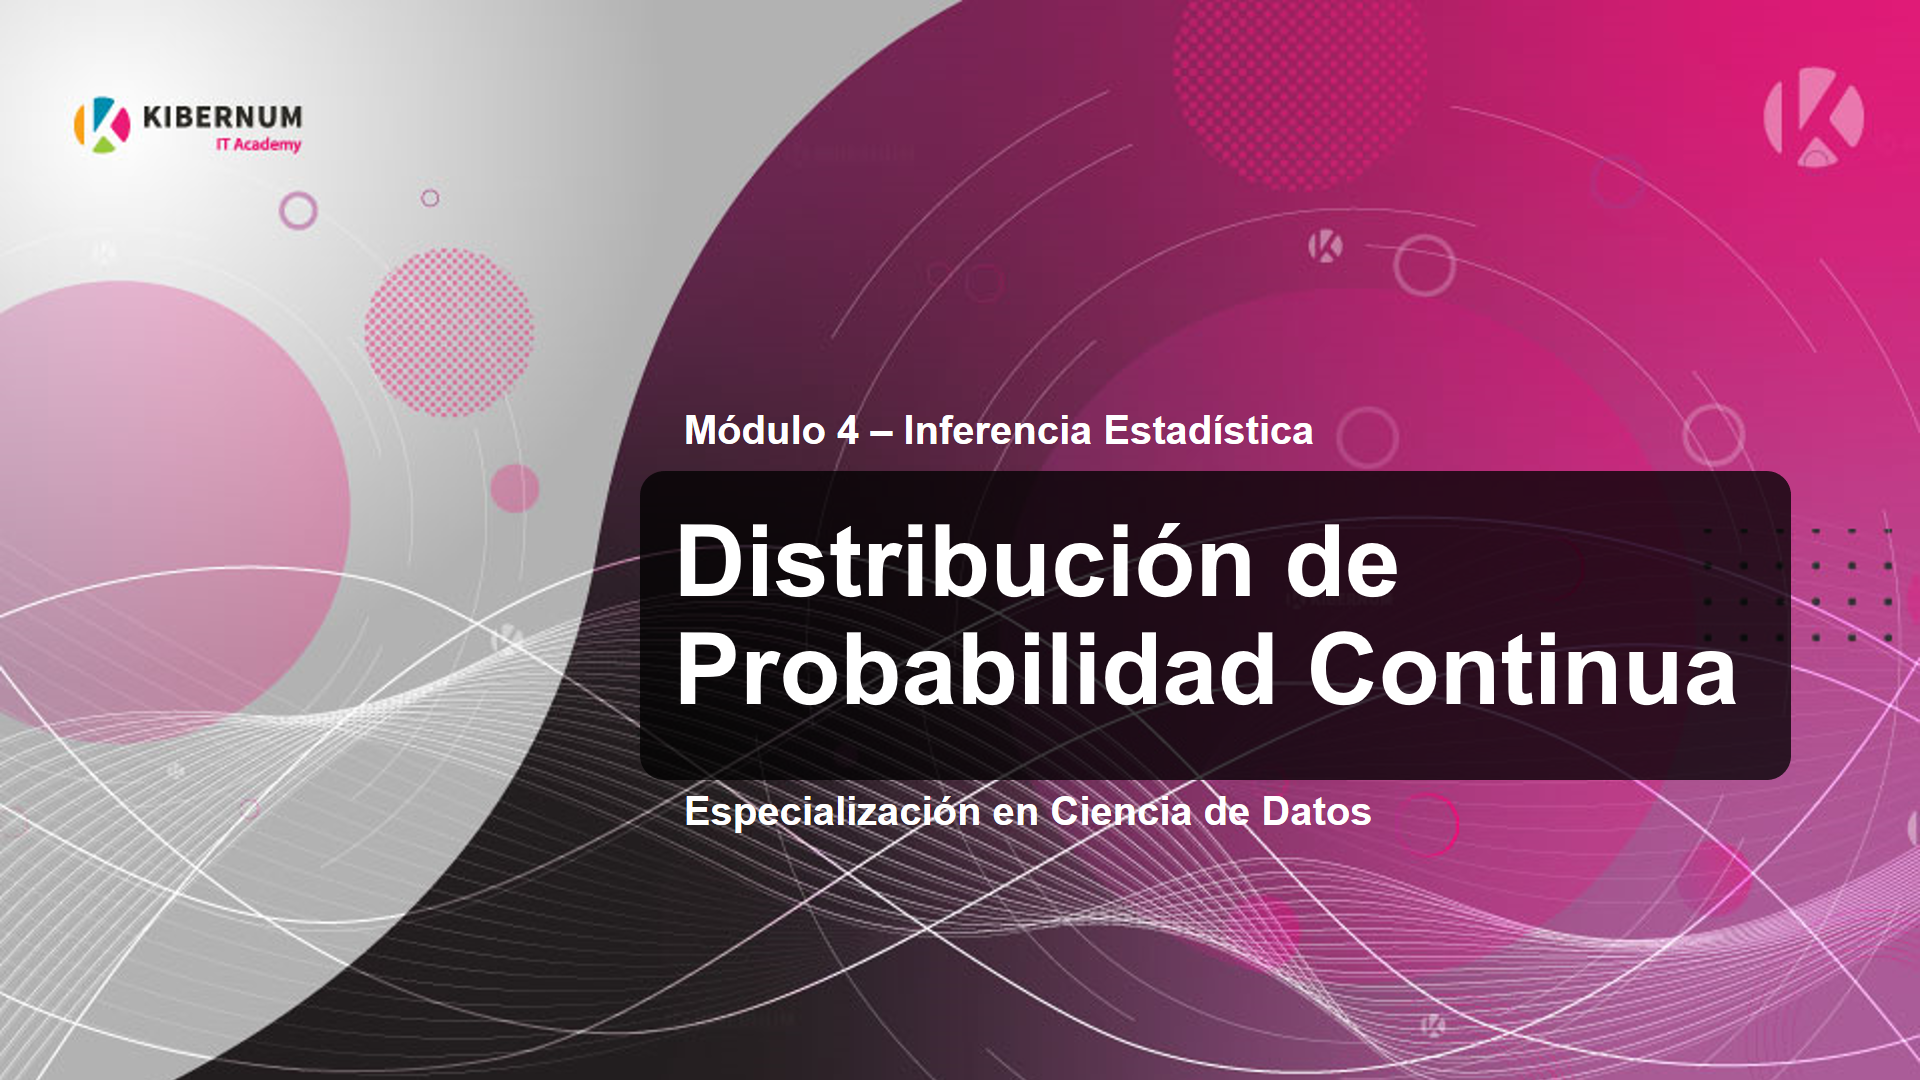 KIBERNUM
IT Academy
Módulo 4 – Inferencia Estadística
Distribución de
Probabilidad Continua
Especialización en Ciencia de Datos